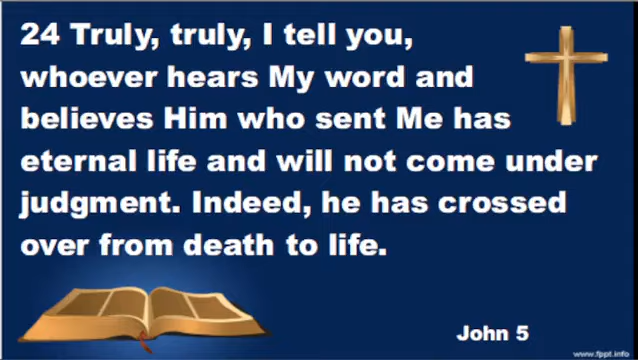 24 Truly, truly, I tell you,
whoever hears My word and
believes Him who sent Me has
eternal life and will not come under
judgment. Indeed, he has crossed
over from death to life.
John 5
www.fppt.info